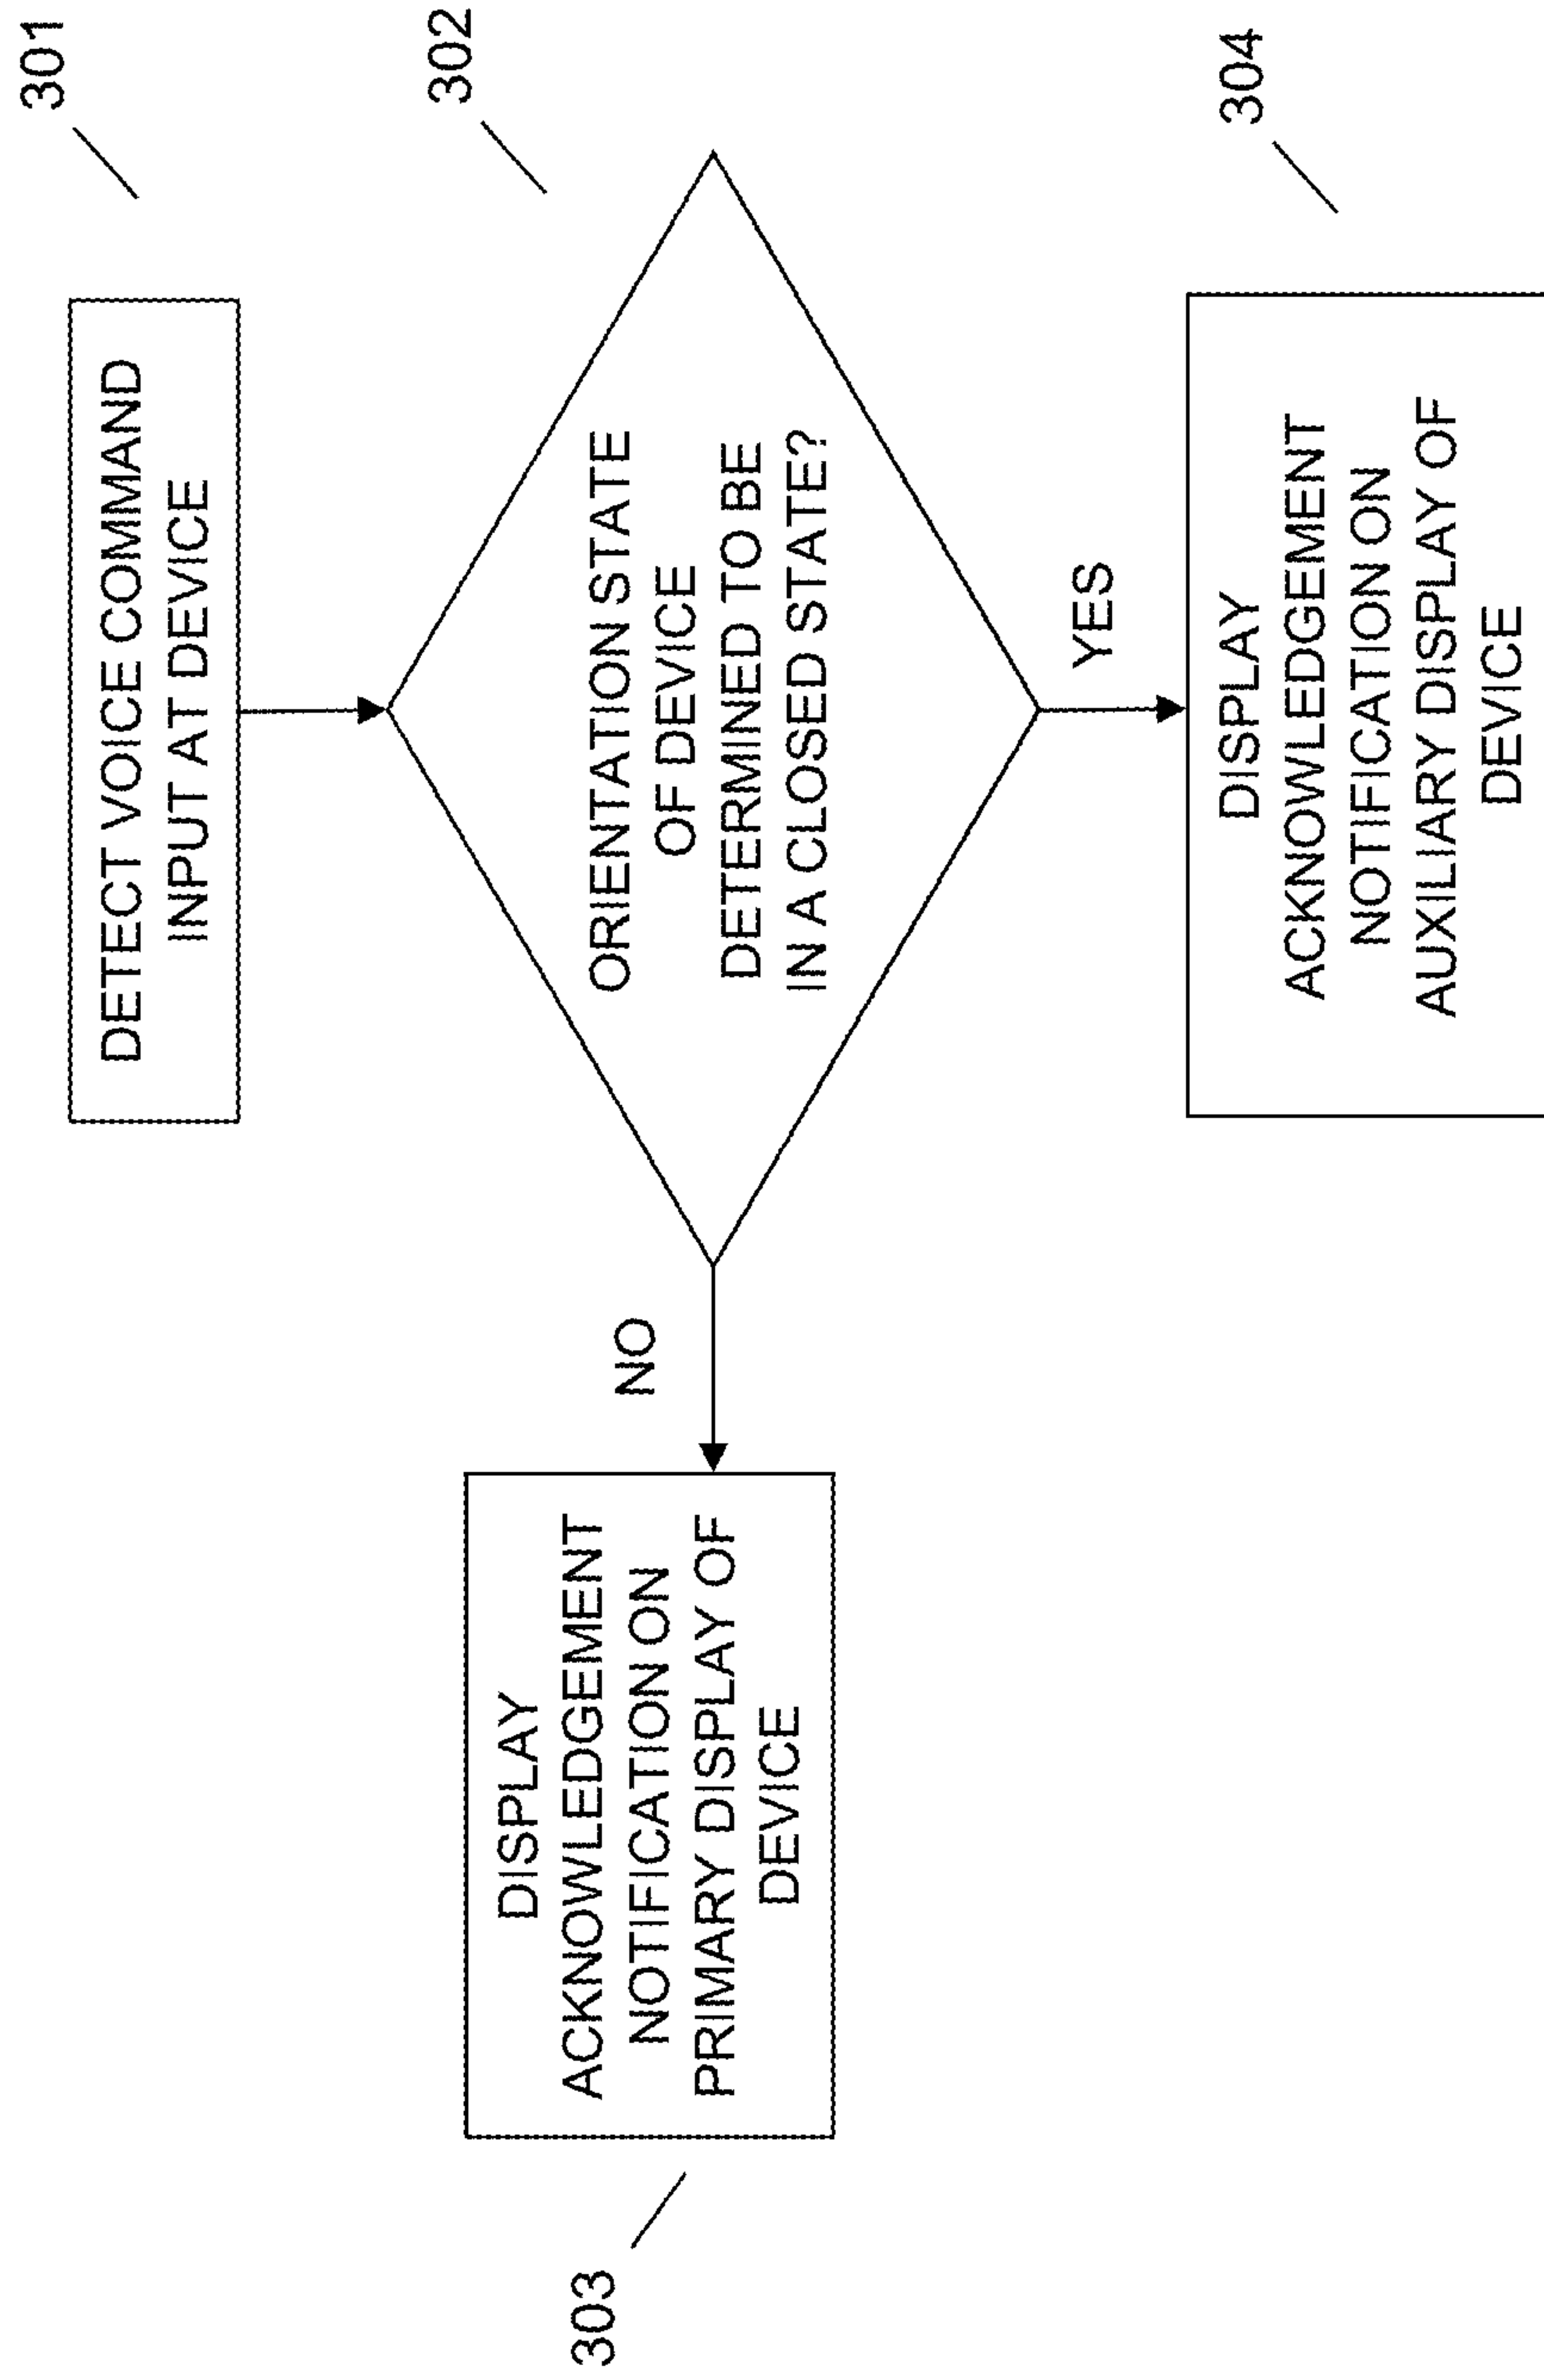 301
DETECT VOICE COMMAND
INPUT AT DEVICE
302
ORIENTATION STATE
OF DEVICE
DETERMINED TO BE
IN A CLOSED STATE?
NO
303
DISPLAY
ACKNOWLEDGEMENT
NOTIFICATION ON
PRIMARY DISPLAY OF
DEVICE
YES
304
DISPLAY
ACKNOWLEDGEMENT
NOTIFICATION ON
AUXILIARY DISPLAY OF
DEVICE